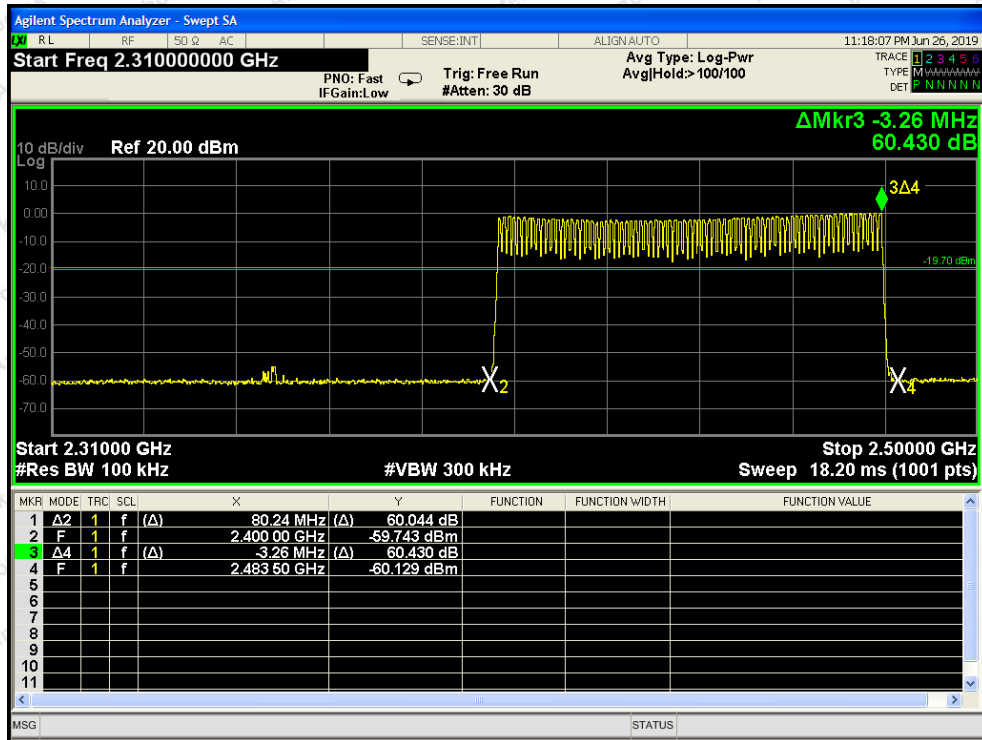 Agilent Spectrum Analyzer - Swept SA
LXI RL RF 50 Ω AC SENSE:INT ALIGN AUTO 11:18:07 PM Jun 26, 2019
Start Freq 2.310000000 GHz Avg Type: Log-Pwr TRACE 1 2 3 4 5 6
PNO: Fast Trig: Free Run Avg|Hold:>100/100 TYPE M WWWWW
IFGain:Low #Atten: 30 dB DET P N N N N N
ΔMkr3 -3.26 MHz
10 dB/div Ref 20.00 dBm 60.430 dB
Log
10.0
3Δ4
0.00
-10.0
-19.70 dBm
-20.0
-30.0
-40.0
-50.0
-60.0
2
4
-70.0
Start 2.31000 GHz Stop 2.50000 GHz
#Res BW 100 kHz #VBW 300 kHz Sweep 18.20 ms (1001 pts)
MKR MODE TRC SCL X Y FUNCTION FUNCTION WIDTH FUNCTION VALUE
1 Δ2 1 f (Δ) 80.24 MHz (Δ) 60.044 dB
2 F 1 f 2.400 00 GHz -59.743 dBm
3 Δ4 1 f (Δ) -3.26 MHz (Δ) 60.430 dB
4 F 1 f 2.483 50 GHz -60.129 dBm
5
6
7
8
9
10
11
MSG STATUS